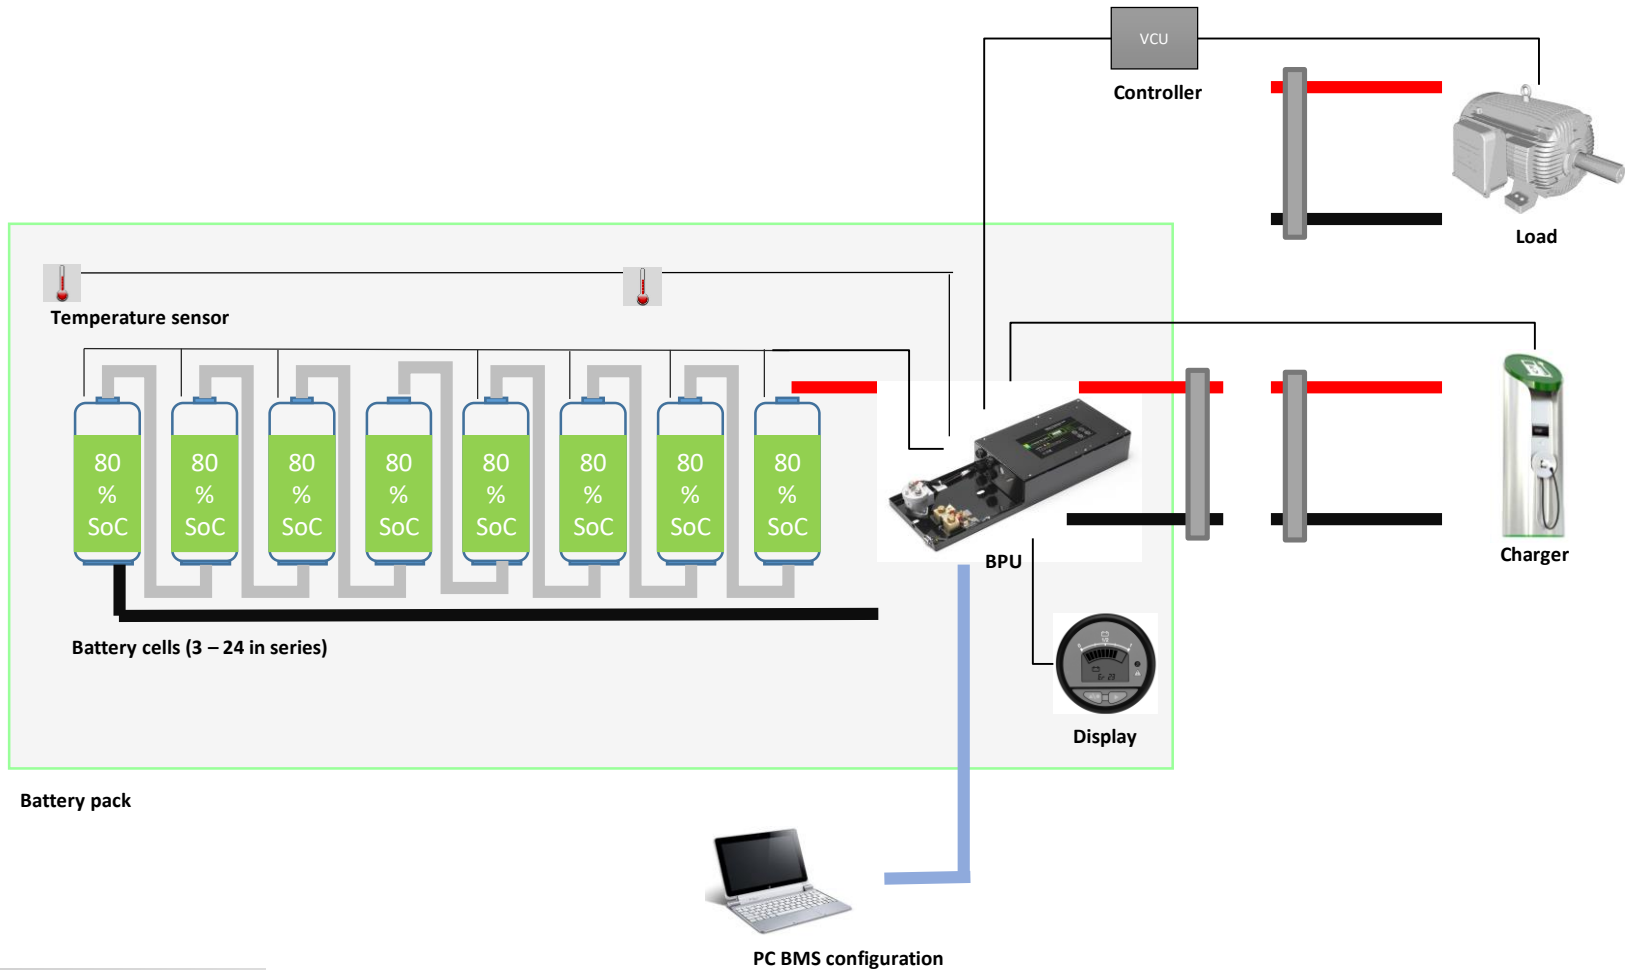 VCU
Controller
Load
Temperature sensor
80
%
SoC
80
%
SoC
80
%
SoC
80
%
SoC
80
%
SoC
80
%
SoC
80
%
SoC
80
%
SoC
BPU
Charger
Battery cells (3 – 24 in series)
Display
Battery pack
PC BMS configuration